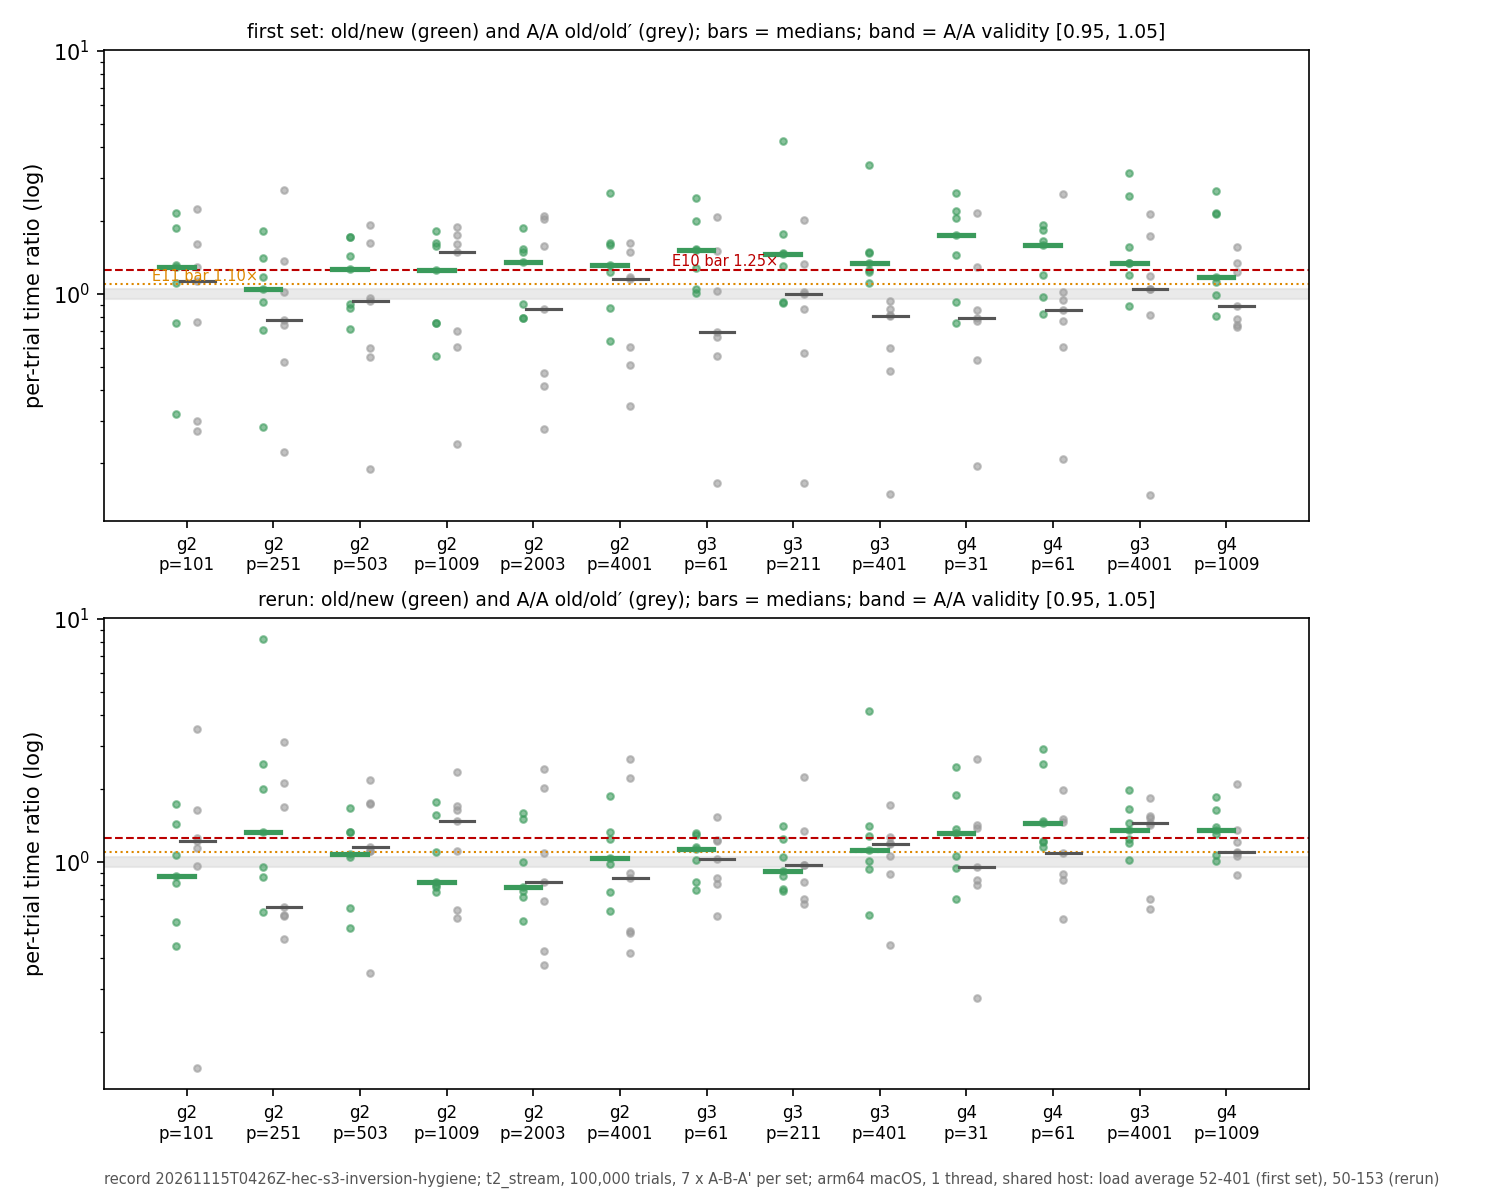 first set: old/new (green) and A/A old/old′ (grey); bars = medians; band = A/A validity [0.95, 1.05]
10¹
per-trial time ratio (log)
E11 bar 1.10×
E10 bar 1.25×
10⁰
g2 g2 g2 g2 g2 g2 g3 g3 g3 g4 g4 g3 g4
p=101 p=251 p=503 p=1009 p=2003 p=4001 p=61 p=211 p=401 p=31 p=61 p=4001 p=1009
rerun: old/new (green) and A/A old/old′ (grey); bars = medians; band = A/A validity [0.95, 1.05]
10¹
per-trial time ratio (log)
10⁰
g2 g2 g2 g2 g2 g2 g3 g3 g3 g4 g4 g3 g4
p=101 p=251 p=503 p=1009 p=2003 p=4001 p=61 p=211 p=401 p=31 p=61 p=4001 p=1009
record 20261115T0426Z-hec-s3-inversion-hygiene; t2_stream, 100,000 trials, 7 x A-B-A' per set; arm64 macOS, 1 thread, shared host: load average 52-401 (first set), 50-153 (rerun)